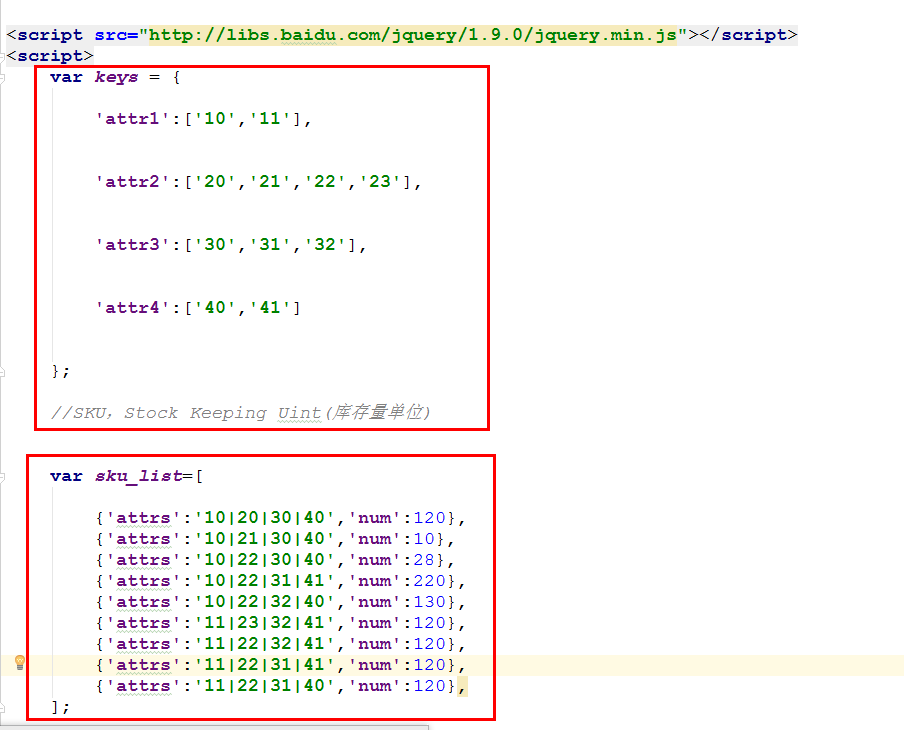 <script src="http://libs.baidu.com/jquery/1.9.0/jquery.min.js"></script>
<script>
var keys = {
'attr1':['10','11'],
'attr2':['20','21','22','23'],
'attr3':['30','31','32'],
'attr4':['40','41']
};
//SKU，Stock Keeping Uint(库存量单位)
var sku_list=[
{'attrs':'10|20|30|40','num':120},
{'attrs':'10|21|30|40','num':10},
{'attrs':'10|22|30|40','num':28},
{'attrs':'10|22|31|41','num':220},
{'attrs':'10|22|32|40','num':130},
{'attrs':'11|23|32|41','num':120},
{'attrs':'11|22|32|41','num':120},
{'attrs':'11|22|31|41','num':120},
{'attrs':'11|22|31|40','num':120},
];